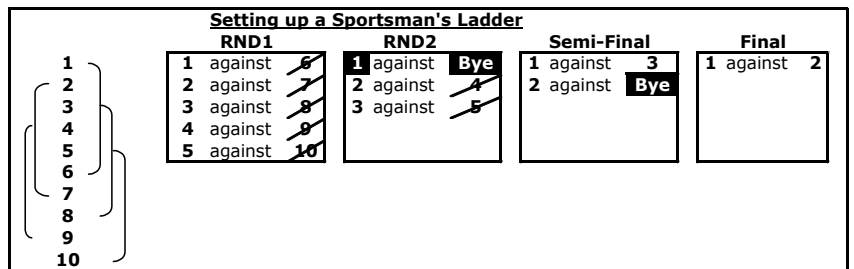 Setting up a Sportsman's Ladder
RND1 RND2 Semi-Final Final
1 1 against 6 1 against Bye 1 against 3 1 against 2
2 2 against 7 2 against 4 2 against Bye
3 3 against 8 3 against 5
4 4 against 9
5 5 against 10
6
7
8
9
10